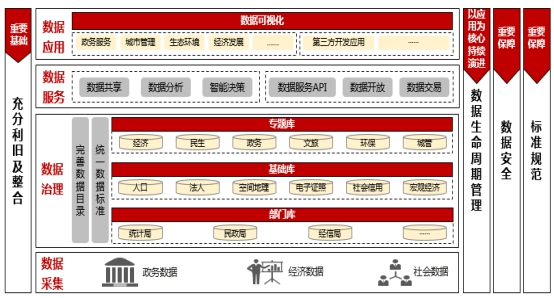 重要
基础
充分利旧及整合
数据
应用
数据可视化
政务服务 城市管理 生态环境 经济发展 ......
第三方开发应用 ......
数据
服务
数据共享 数据分析 智能决策
数据服务API 数据开放 数据交易
数据
治理
完善数据目录
统一数据标准
专题库
经济 民生 政务 文旅 环保 城管
基础库
人口 法人 空间地理 电子证照 社会信用 宏观经济
部门库
统计局 民政局 经信局 ......
数据
采集
政务数据 经济数据 社会数据
以应
用为
核心
持续
演进
数据生命周期管理
重要
保障
数据安全
重要
保障
标准规范